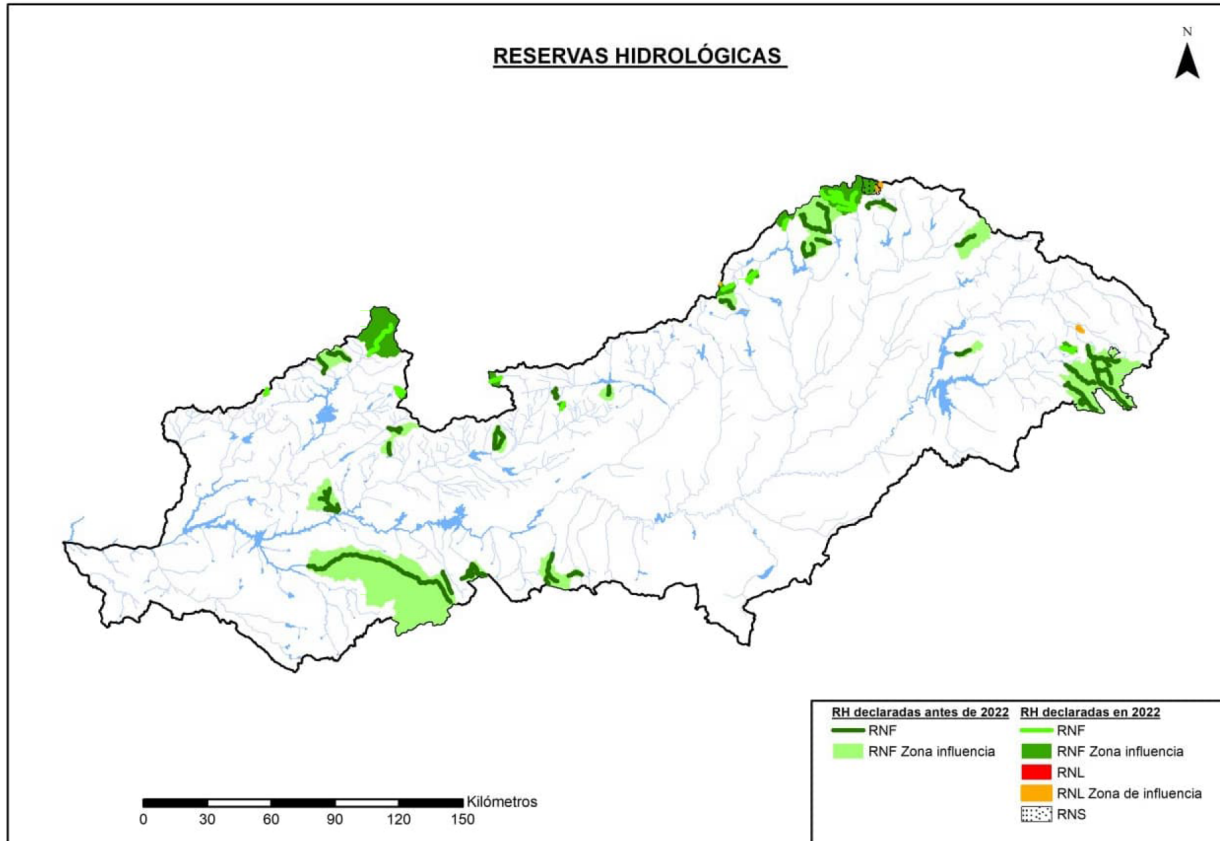 RESERVAS HIDROLÓGICAS
N
RH declaradas antes de 2022
RNF
RNF Zona influencia
RH declaradas en 2022
RNF
RNF Zona influencia
RNL
RNL Zona de influencia
RNS
Kilómetros
0 30 60 90 120 150